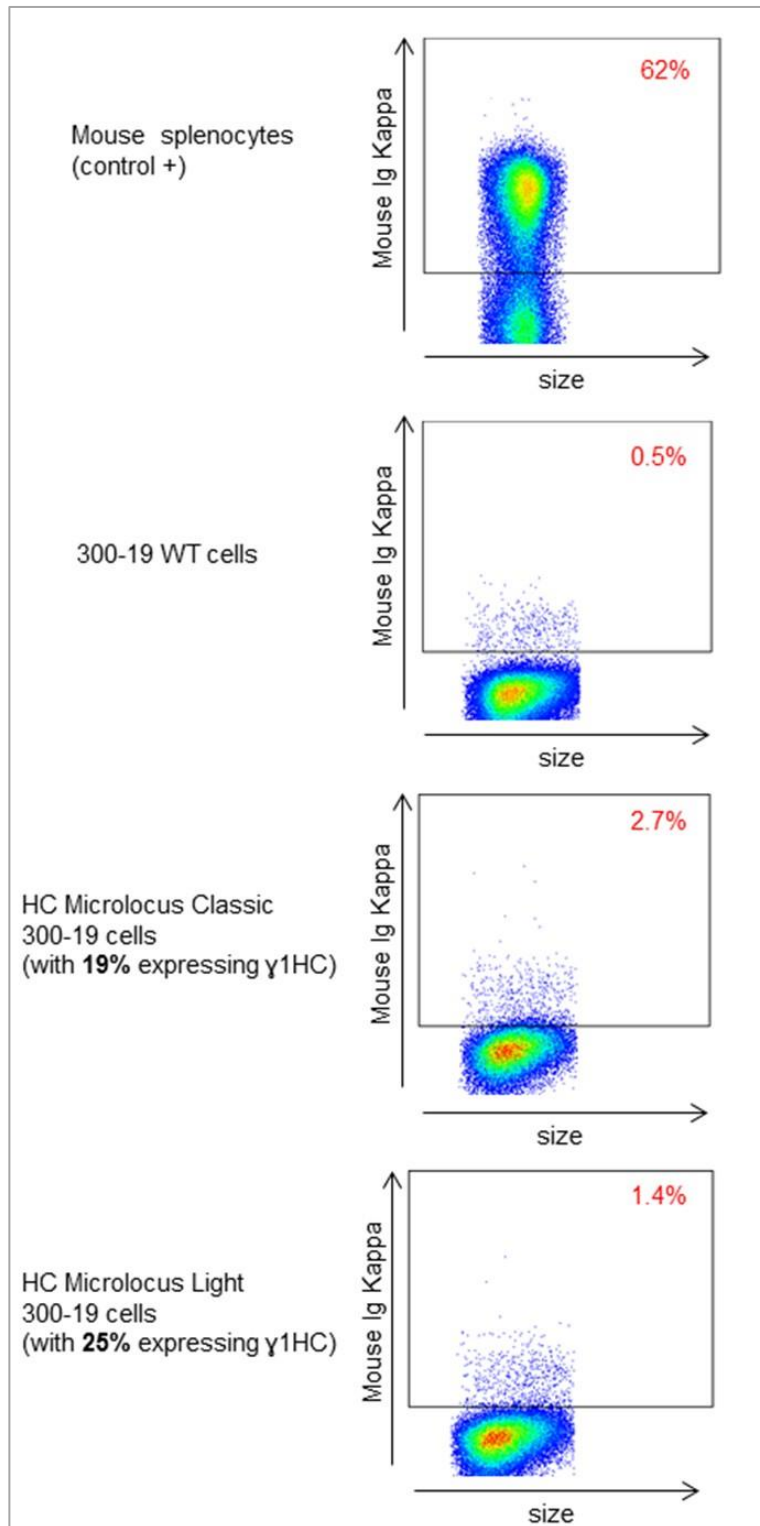 62%
Mouse Ig Kappa
Mouse splenocytes
(control +)
size
0.5%
Mouse Ig Kappa
300-19 WT cells
size
2.7%
Mouse Ig Kappa
HC Microlocus Classic
300-19 cells
(with 19% expressing ɣ1HC)
size
1.4%
Mouse Ig Kappa
HC Microlocus Light
300-19 cells
(with 25% expressing ɣ1HC)
size